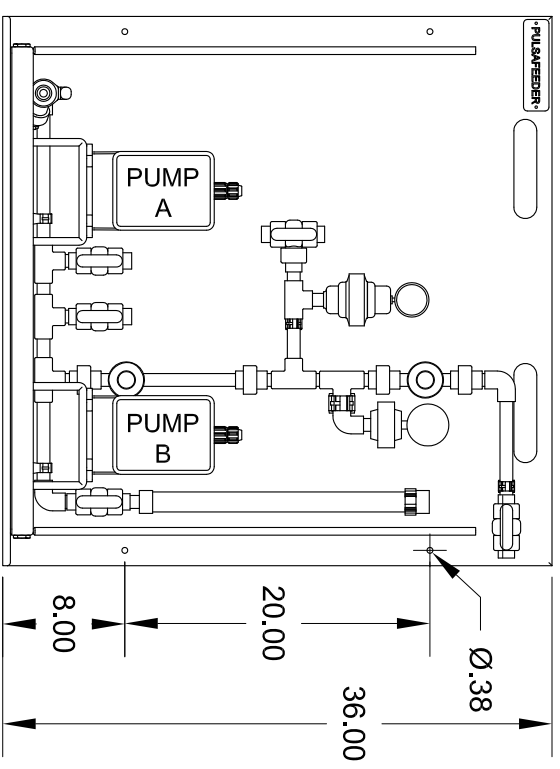 °PULSAFEEDER°
PUMP
A
PUMP
B
8.00
20.00
Ø.38
36.00